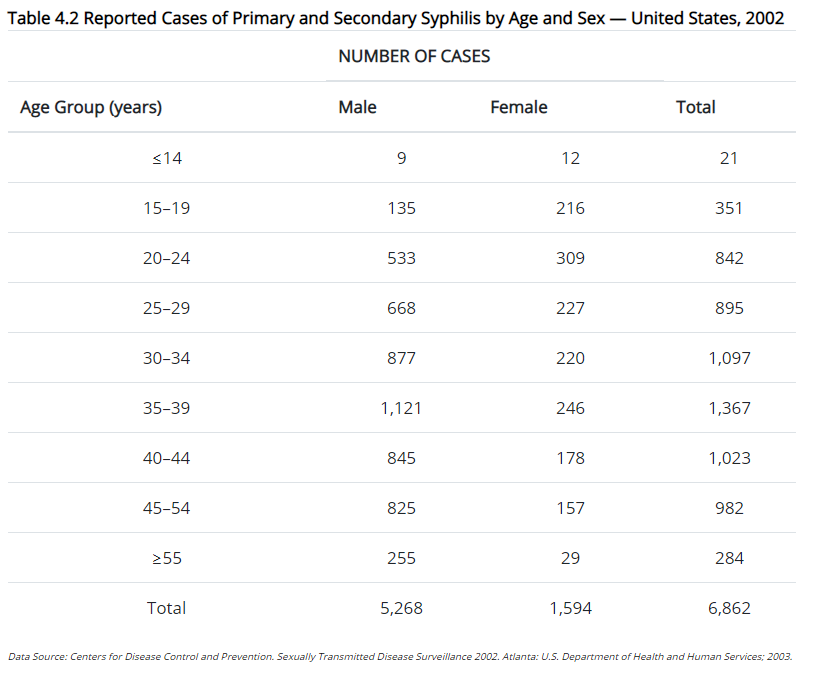 Table 4.2 Reported Cases of Primary and Secondary Syphilis by Age and Sex — United States, 2002
NUMBER OF CASES
Age Group (years) Male Female Total
≤14 9 12 21
15–19 135 216 351
20–24 533 309 842
25–29 668 227 895
30–34 877 220 1,097
35–39 1,121 246 1,367
40–44 845 178 1,023
45–54 825 157 982
≥55 255 29 284
Total 5,268 1,594 6,862
Data Source: Centers for Disease Control and Prevention. Sexually Transmitted Disease Surveillance 2002. Atlanta: U.S. Department of Health and Human Services; 2003.